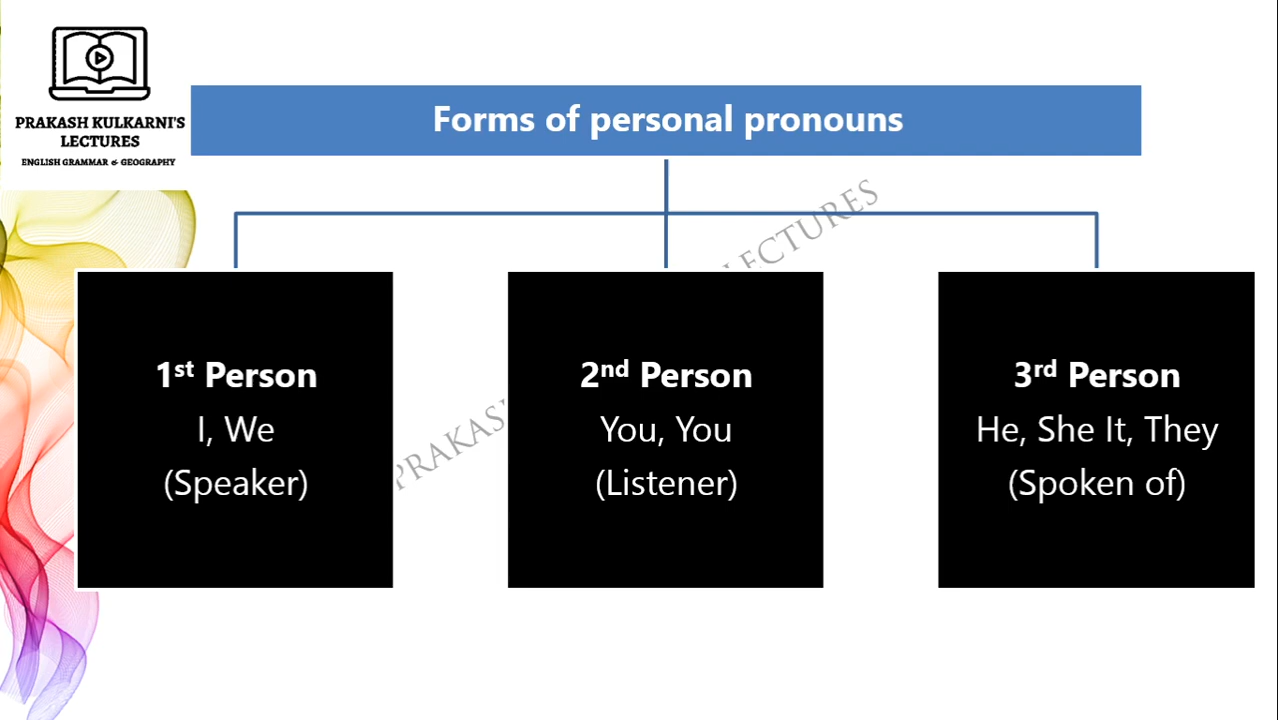 PRAKASH KULKARNI'S
LECTURES
ENGLISH GRAMMAR & GEOGRAPHY
Forms of personal pronouns
LECTURES
1st Person
I, We
(Speaker)
2nd Person
You, You
(Listener)
3rd Person
He, She It, They
(Spoken of)